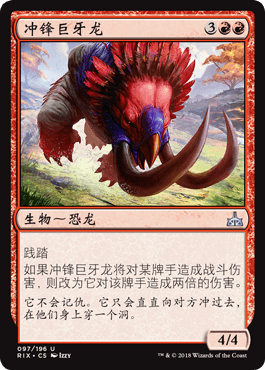 冲锋巨牙龙 3
生物～恐龙
践踏
如果冲锋巨牙龙将对某牌手造成战斗伤
害，则改为它对该牌手造成两倍的伤害。
它不会记仇。它只会直直向对方冲过去，
在他们身上穿一个洞。
4/4
097/196 U
RIX • CS Izzy
™ & © 2018 Wizards of the Coast